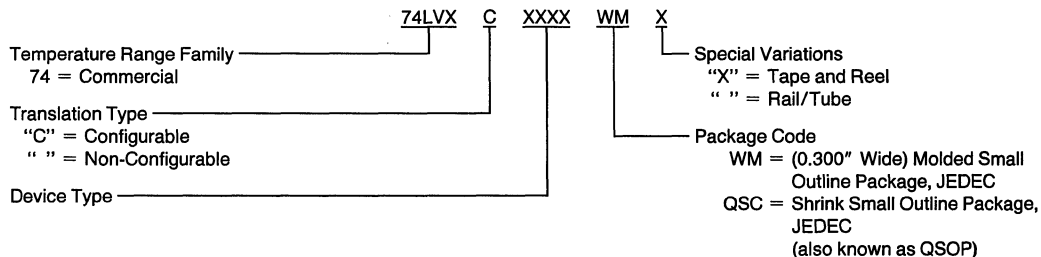 74LVX C XXXX WM X
Temperature Range Family
74 = Commercial
Translation Type
“C” = Configurable
“ ” = Non-Configurable
Device Type
Special Variations
“X” = Tape and Reel
“ ” = Rail/Tube
Package Code
WM = (0.300″ Wide) Molded Small
Outline Package, JEDEC
QSC = Shrink Small Outline Package,
JEDEC
(also known as QSOP)